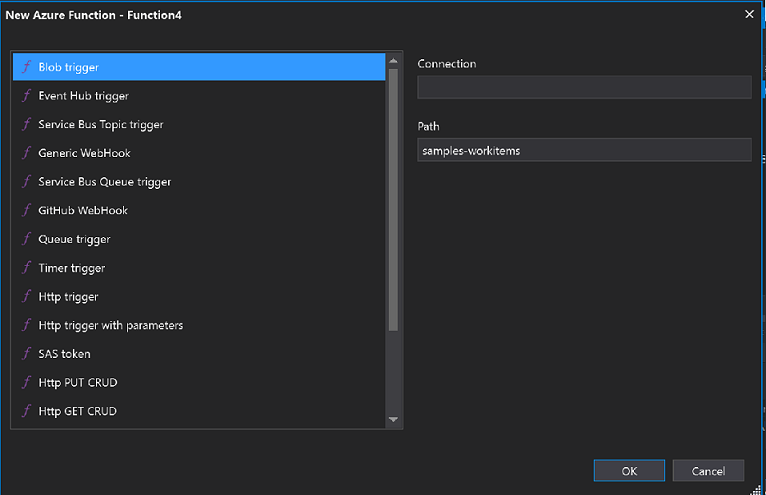 New Azure Function - Function4
Blob trigger
Event Hub trigger
Service Bus Topic trigger
Generic WebHook
Service Bus Queue trigger
GitHub WebHook
Queue trigger
Timer trigger
Http trigger
Http trigger with parameters
SAS token
Http PUT CRUD
Http GET CRUD
Connection
Path
samples-workitems
OK
Cancel